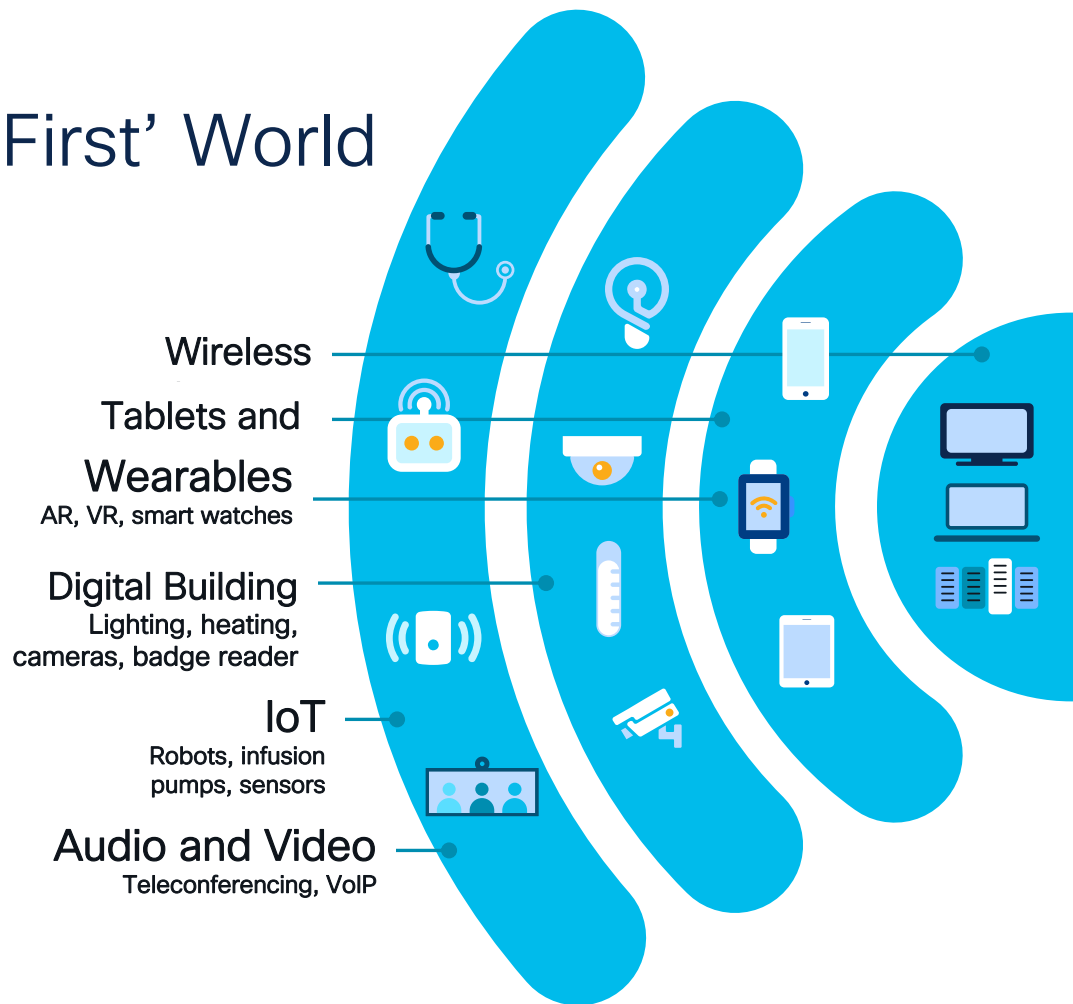 First’ World
Wireless
Tablets and
Wearables
AR, VR, smart watches
Digital Building
Lighting, heating,
cameras, badge reader
IoT
Robots, infusion
pumps, sensors
Audio and Video
Teleconferencing, VoIP